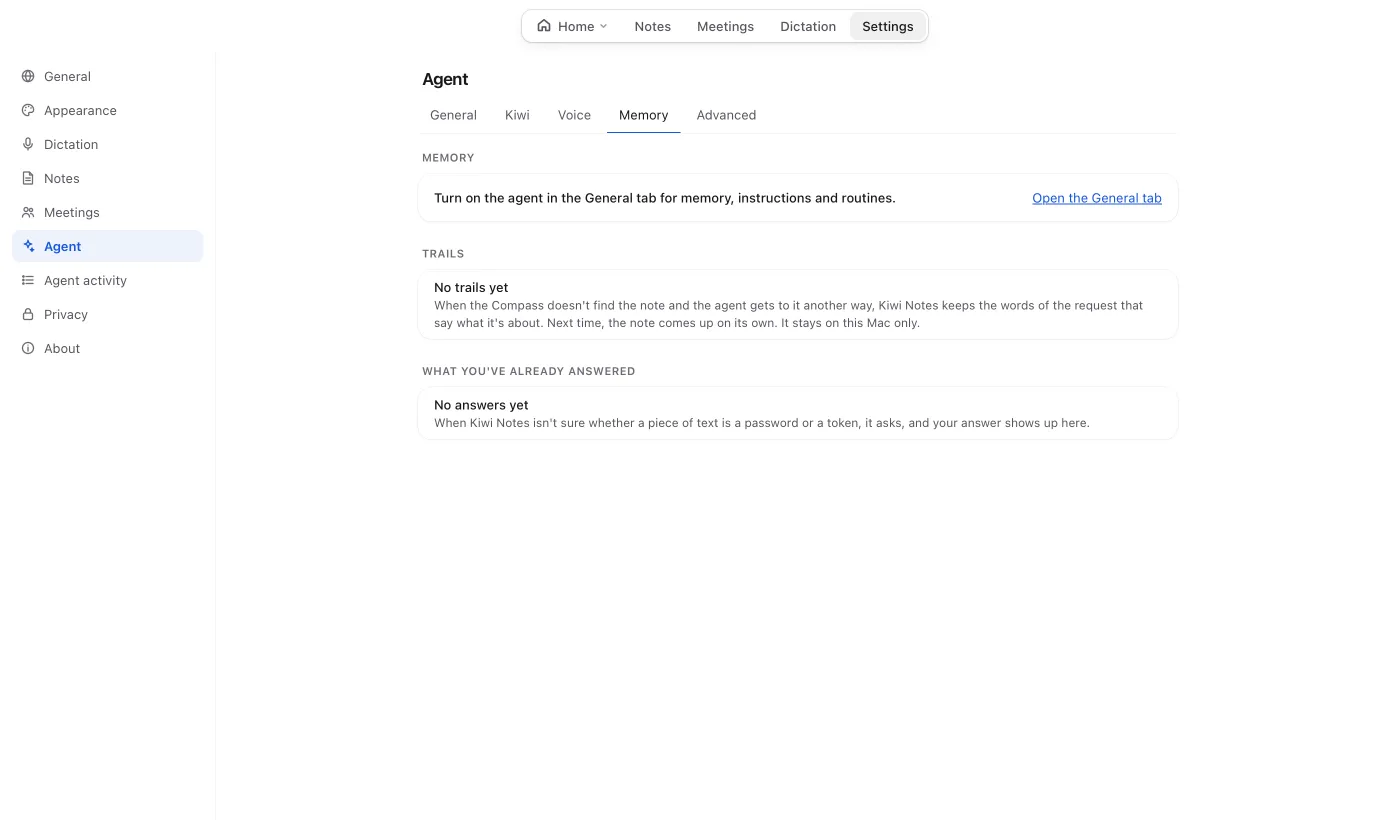 Home
Notes
Meetings
Dictation
Settings
General
Appearance
Dictation
Notes
Meetings
Agent
Agent activity
Privacy
About
Agent
General
Kiwi
Voice
Memory
Advanced
MEMORY
Turn on the agent in the General tab for memory, instructions and routines.
Open the General tab
TRAILS
No trails yet
When the Compass doesn't find the note and the agent gets to it another way, Kiwi Notes keeps the words of the request that
say what it's about. Next time, the note comes up on its own. It stays on this Mac only.
WHAT YOU'VE ALREADY ANSWERED
No answers yet
When Kiwi Notes isn't sure whether a piece of text is a password or a token, it asks, and your answer shows up here.